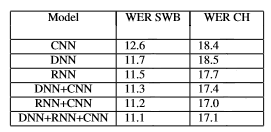 Model WER SWB WER CH
CNN 12.6 18.4
DNN 11.7 18.5
RNN 11.5 17.7
DNN+CNN 11.3 17.4
RNN+CNN 11.2 17.0
DNN+RNN+CNN 11.1 17.1